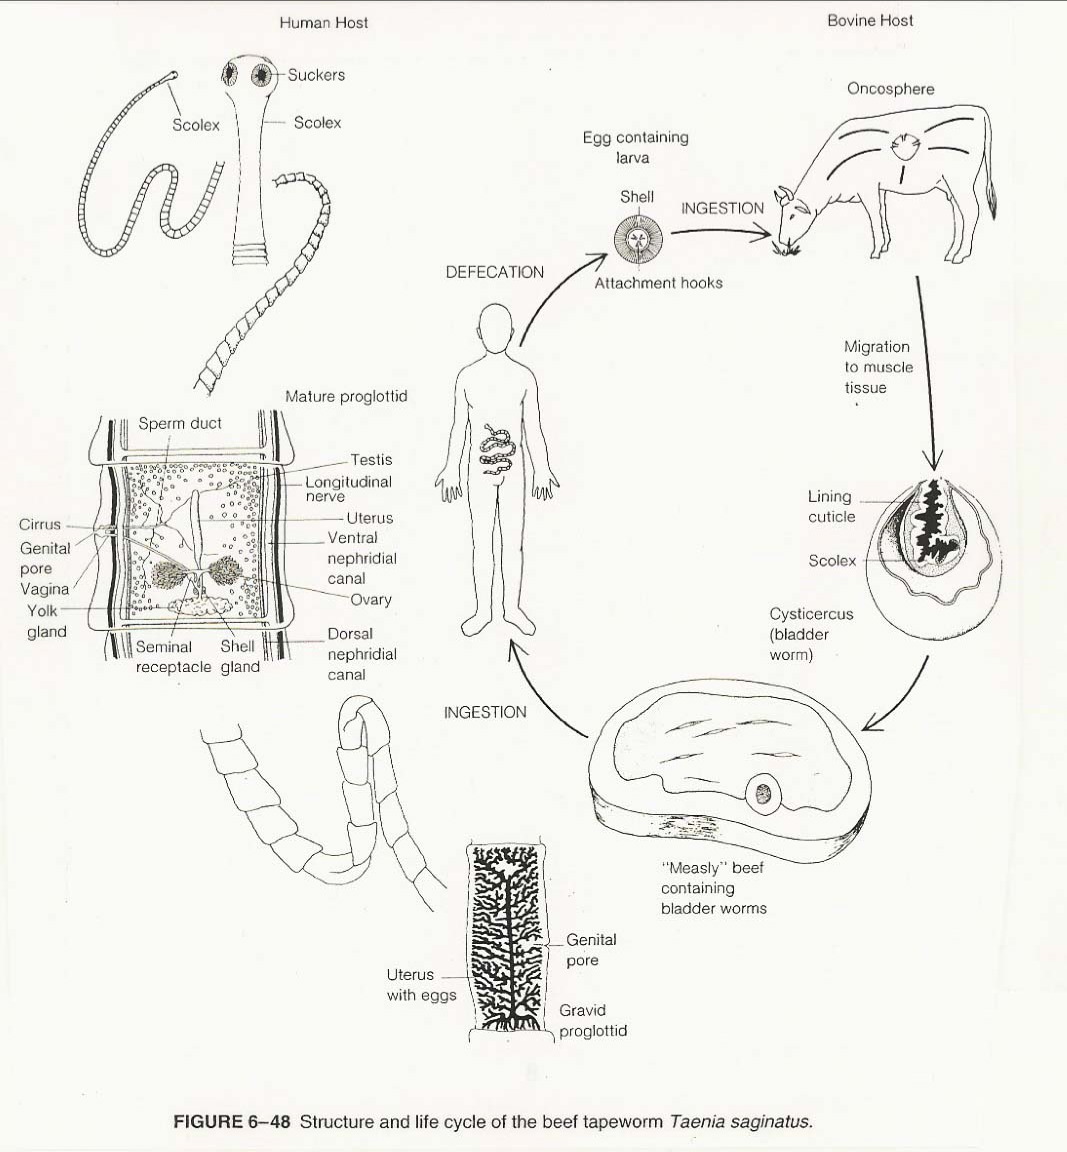 Human Host
Bovine Host
Suckers
Scolex
Scolex
Oncosphere
Egg containing
larva
Shell
INGESTION
Attachment hooks
DEFECATION
Migration
to muscle
tissue
Mature proglottid
Sperm duct
Testis
Longitudinal
nerve
Uterus
Ventral
nephridial
canal
Ovary
Dorsal
nephridial
canal
Cirrus
Genital
pore
Vagina
Yolk
gland
Seminal
receptacle
Shell
gland
Lining
cuticle
Scolex
Cysticercus
(bladder
worm)
INGESTION
"Measly" beef
containing
bladder worms
Genital
pore
Uterus
with eggs
Gravid
proglottid
FIGURE 6–48 Structure and life cycle of the beef tapeworm Taenia saginatus.